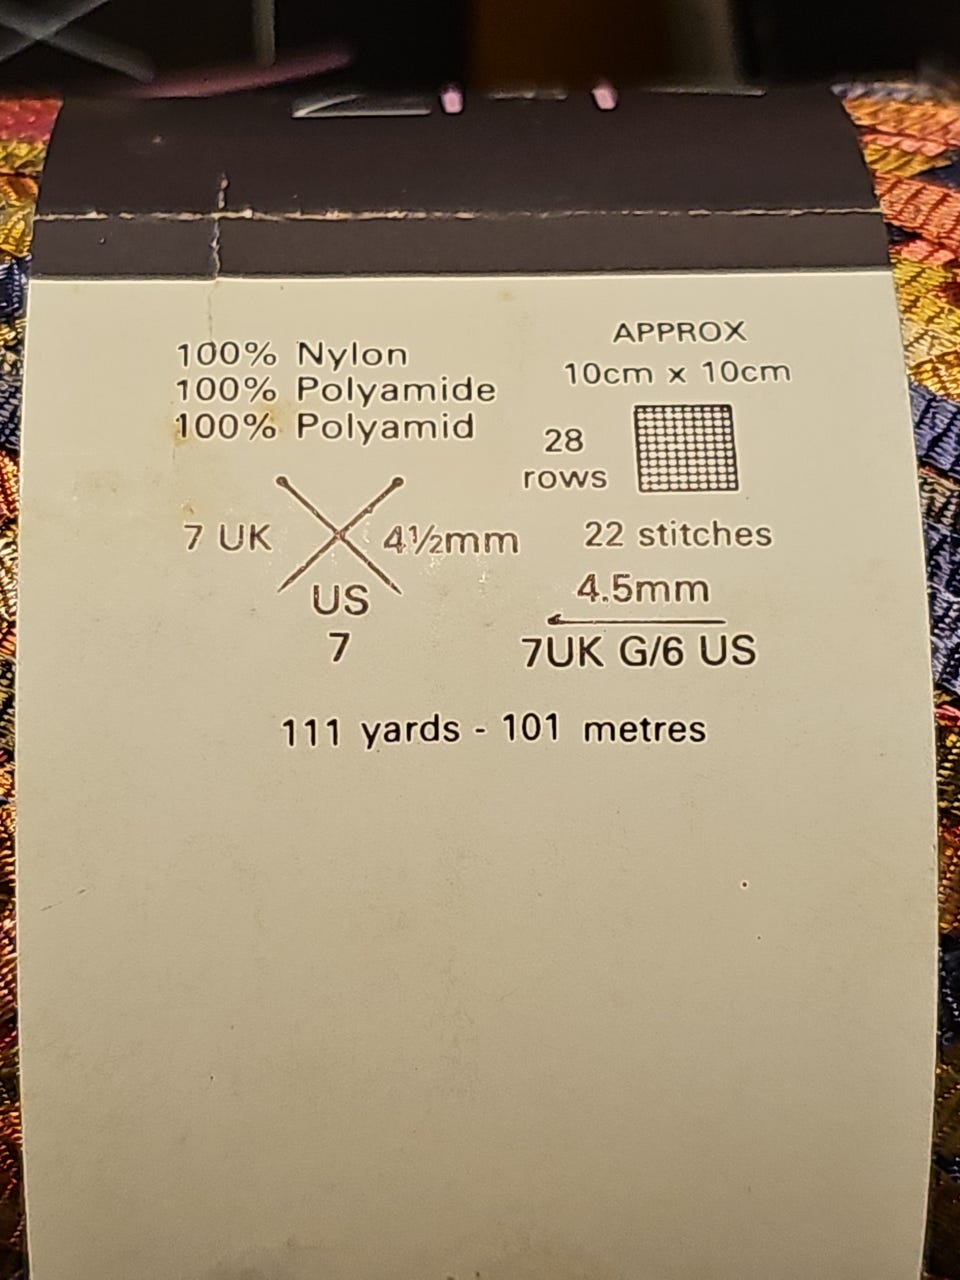 100% Nylon
100% Polyamide
100% Polyamid
7 UK 4½mm
US
7
APPROX
10cm x 10cm
28
rows
22 stitches
4.5mm
7UK G/6 US
111 yards - 101 metres